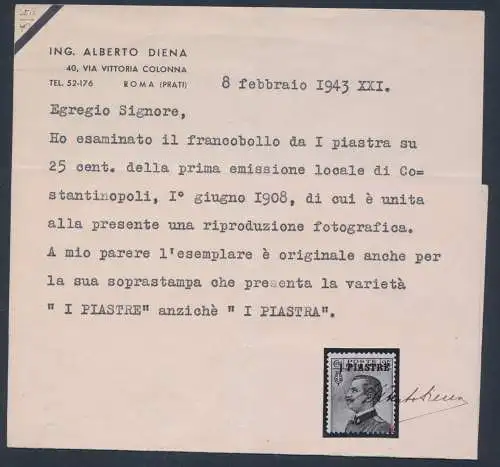 ING. ALBERTO DIENA
40, VIA VITTORIA COLONNA
TEL. 52-176 ROMA (PRATI)
8 febbraio 1943 XXI.
Egregio Signore,
Ho esaminato il francobollo da I piastra su
25 cent. della prima emissione locale di Co-
stantinopoli, I° giugno 1908, di cui è unita
alla presente una riproduzione fotografica.
A mio parere l'esemplare è originale anche per
la sua soprastampa che presenta la varietà
" I PIASTRE" anzichè " I PIASTRA".
1 PIASTRE